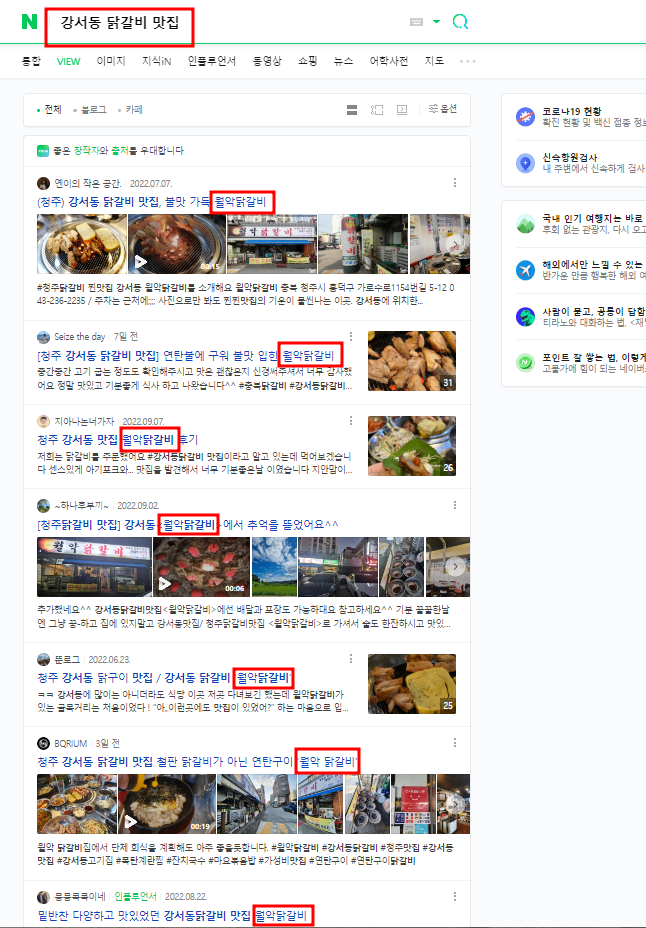 N 강서동 닭갈비 맛집
통합 VIEW 이미지 지식iN 인플루언서 동영상 쇼핑 뉴스 어학사전 지도
전체 블로그 카페 옵션
좋은 창작자와 출처를 우대합니다
옌이의 작은 공간. 2022.07.07.
(청주) 강서동 닭갈비 맛집, 불맛 가득 월악닭갈비
00:15
#청주닭갈비 찐맛집 강서동 월악닭갈비를 소개해요 월악닭갈비 충북 청주시 흥덕구 가로수로1154번길 5-12 0
43-236-2235 / 주차는 근처에;;; 사진으로만 봐도 찐찐맛집의 기운이 물씬나는 이곳. 강서동에 위치한...
Seize the day 7일 전
[청주 강서동 닭갈비 맛집] 연탄불에 구워 불맛 입힌 월악닭갈비
중간중간 고기 굽는 정도도 확인해주시고 맛은 괜찮은지 신경써주셔서 너무 감사했
어요 정말 맛있고 기분좋게 식사 하고 나왔습니다^^ #충북닭갈비 #강서동닭갈비...
31
지아나논너가자 2022.09.07.
청주 강서동 맛집 월악닭갈비 후기
저희는 닭갈비를 주문했어요 #강서동닭갈비맛집이라고 알고 있는데 먹어보겠습니
다 센스있게 아기포크와... 맛집을 발견해서 너무 기분좋은날 이였습니다 지안맘이...
26
~하나후부끼~ 2022.09.02.
[청주닭갈비 맛집] 강서동<월악닭갈비>에서 추억을 뜯었어요^^
월악 닭갈비
00:06
추가했네요^^ 강서동닭갈비맛집<월악닭갈비>에선 배달과 포장도 가능하대요 참고하세요^^ 기분 꿀꿀한날
엔 그냥 꿍-하고 집에 있지말고 강서동맛집/ 청주닭갈비맛집 <월악닭갈비>로 가셔서 술도 한잔하시고 맛있...
뚠로그 2022.06.23.
청주 강서동 닭구이 맛집 / 강서동 닭갈비 '월악닭갈비'
ㅋㅋ 강서동에 많이는 아니더라도 식당 이곳 저곳 다녀보긴 했는데 월악닭갈비가
있는 골목거리는 처음이었다 ! "아,이런곳에도 맛집이 있었어?" 하는 마음으로 입...
25
BQRIUM 3일 전
청주 강서동 닭갈비 맛집 철판 닭갈비가 아닌 연탄구이 '월악 닭갈비'
00:19
월악 닭갈비집에서 단체 회식을 계획해도 아주 좋을듯합니다. #월악닭갈비 #강서동닭갈비 #청주맛집 #강서동
맛집 #강서동고기집 #폭탄계란찜 #잔치국수 #마요볶음밥 #가성비맛집 #연탄구이 #연탄구이닭갈비
몽몽콕콕이네 인플루언서 2022.08.22.
밑반찬 다양하고 맛있었던 강서동닭갈비 맛집 월악닭갈비
코로나19 현황
확진 현황 및 백신 접종 정보
신속항원검사
내 주변에서 신속하게 검사
국내 인기 여행지는 바로
후회 없는 관광지, 다시 오고
해외에서만 느낄 수 있는
반가운 만큼 행복한 해외 여
사람이 묻고, 공룡이 답함
티라노와 대화하는 법, <채
포인트 잘 쌓는 법, 이렇게
고물가에 힘이 되는 네이버